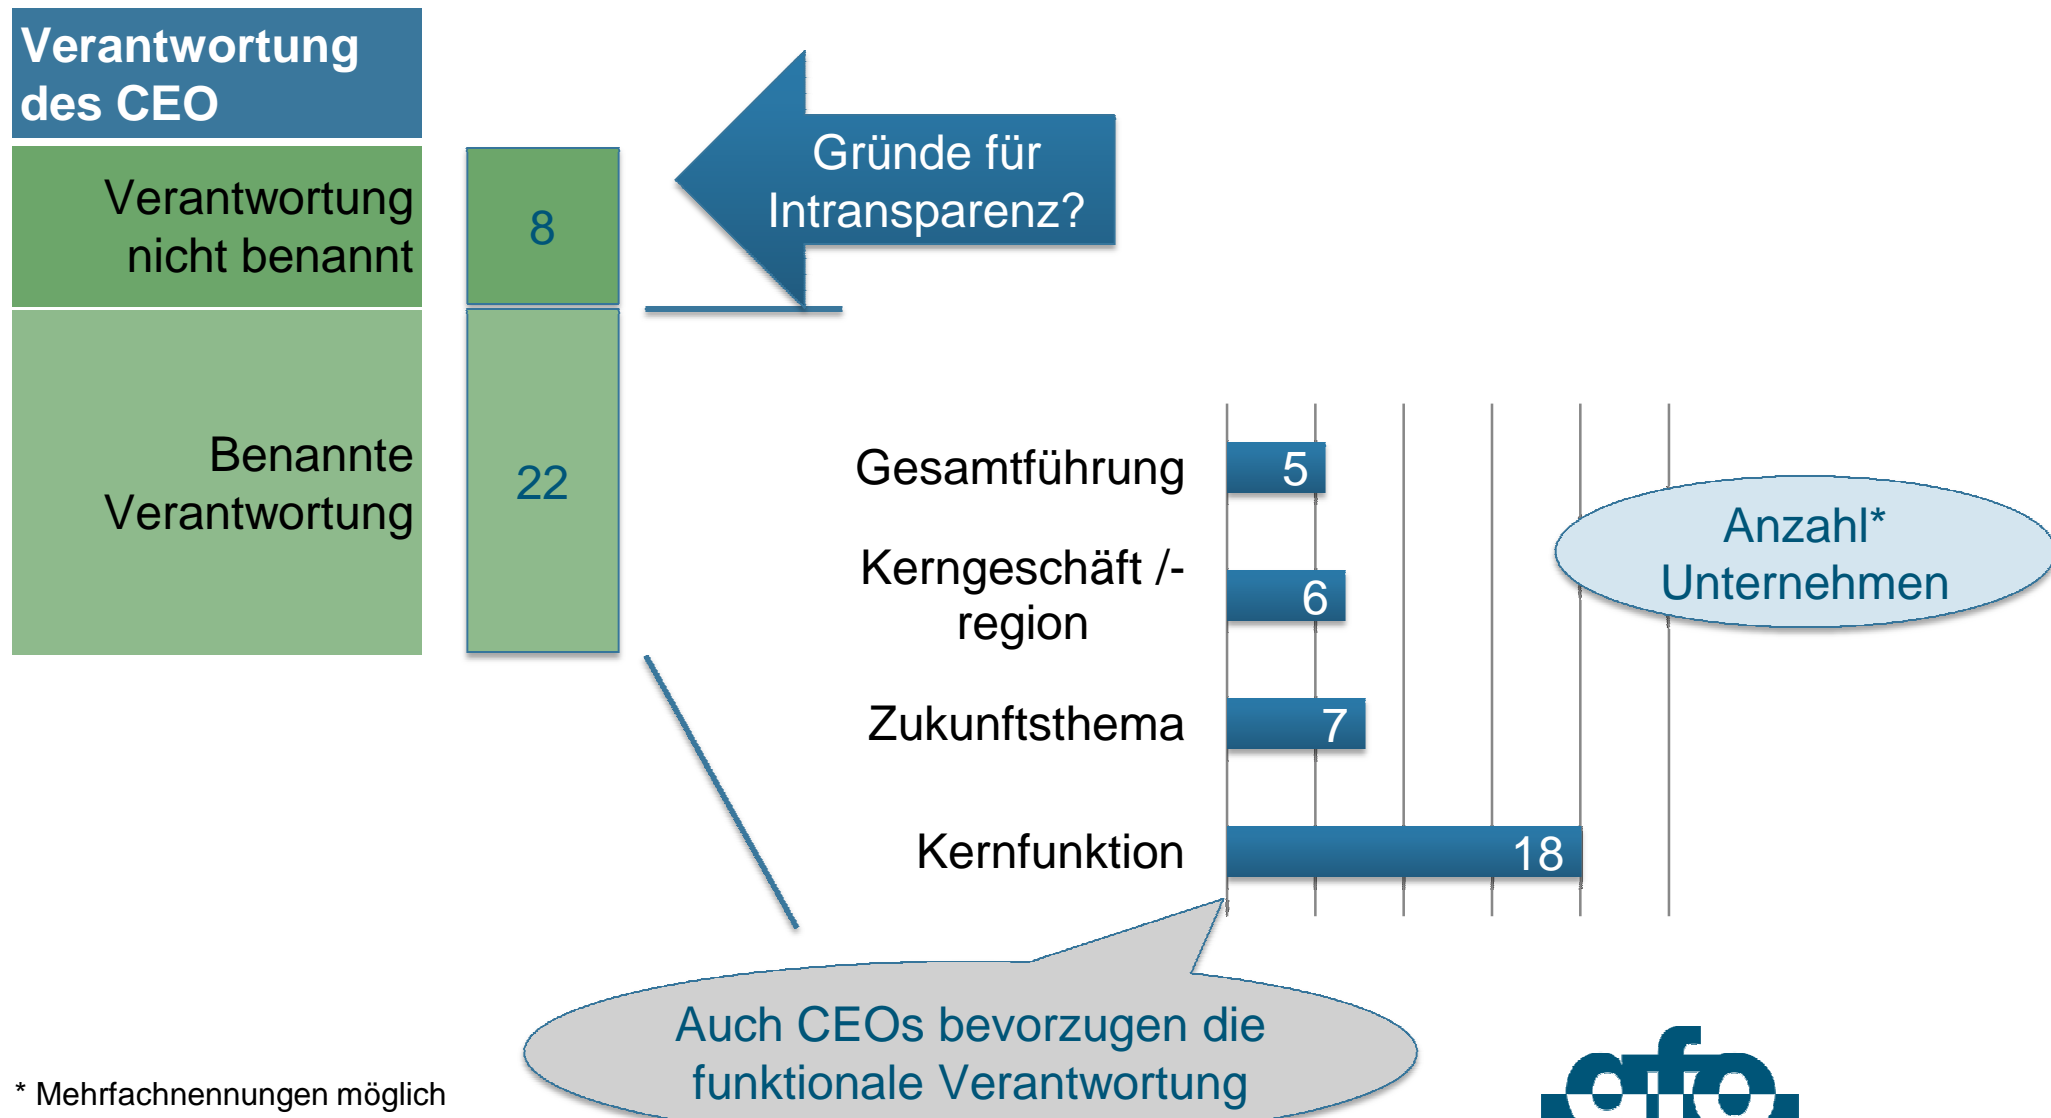 Verantwortung
des CEO
Verantwortung
nicht benannt
8
Gründe für
Intransparenz?
Benannte
Verantwortung
22
Gesamtführung
5
Kerngeschäft /-
region
6
Zukunftsthema
7
Kernfunktion
18
Anzahl*
Unternehmen
Auch CEOs bevorzugen die
funktionale Verantwortung
* Mehrfachnennungen möglich
gfo